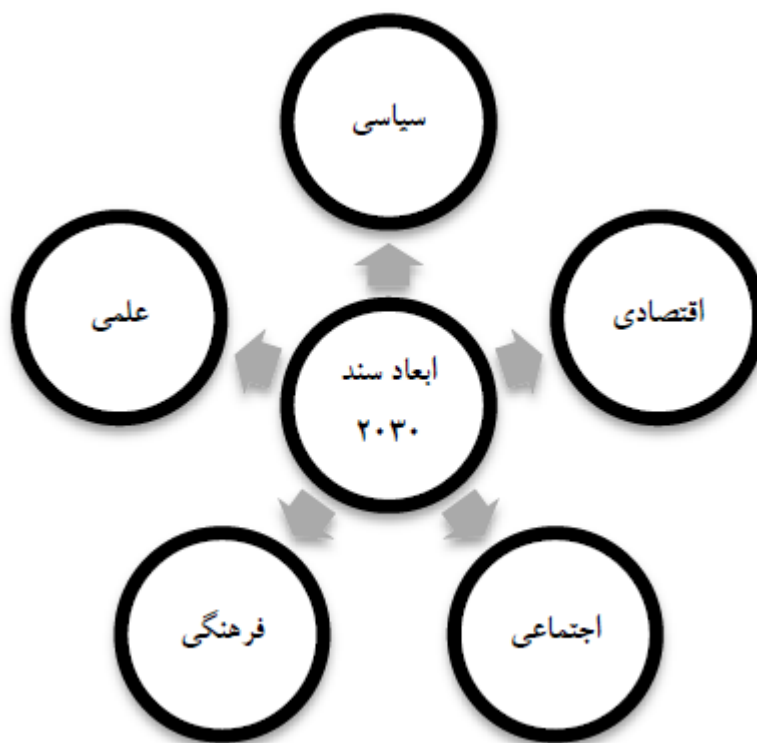 سیاسی
اقتصادی
علمی
ابعاد سند
۲۰۳۰
اجتماعی
فرهنگی